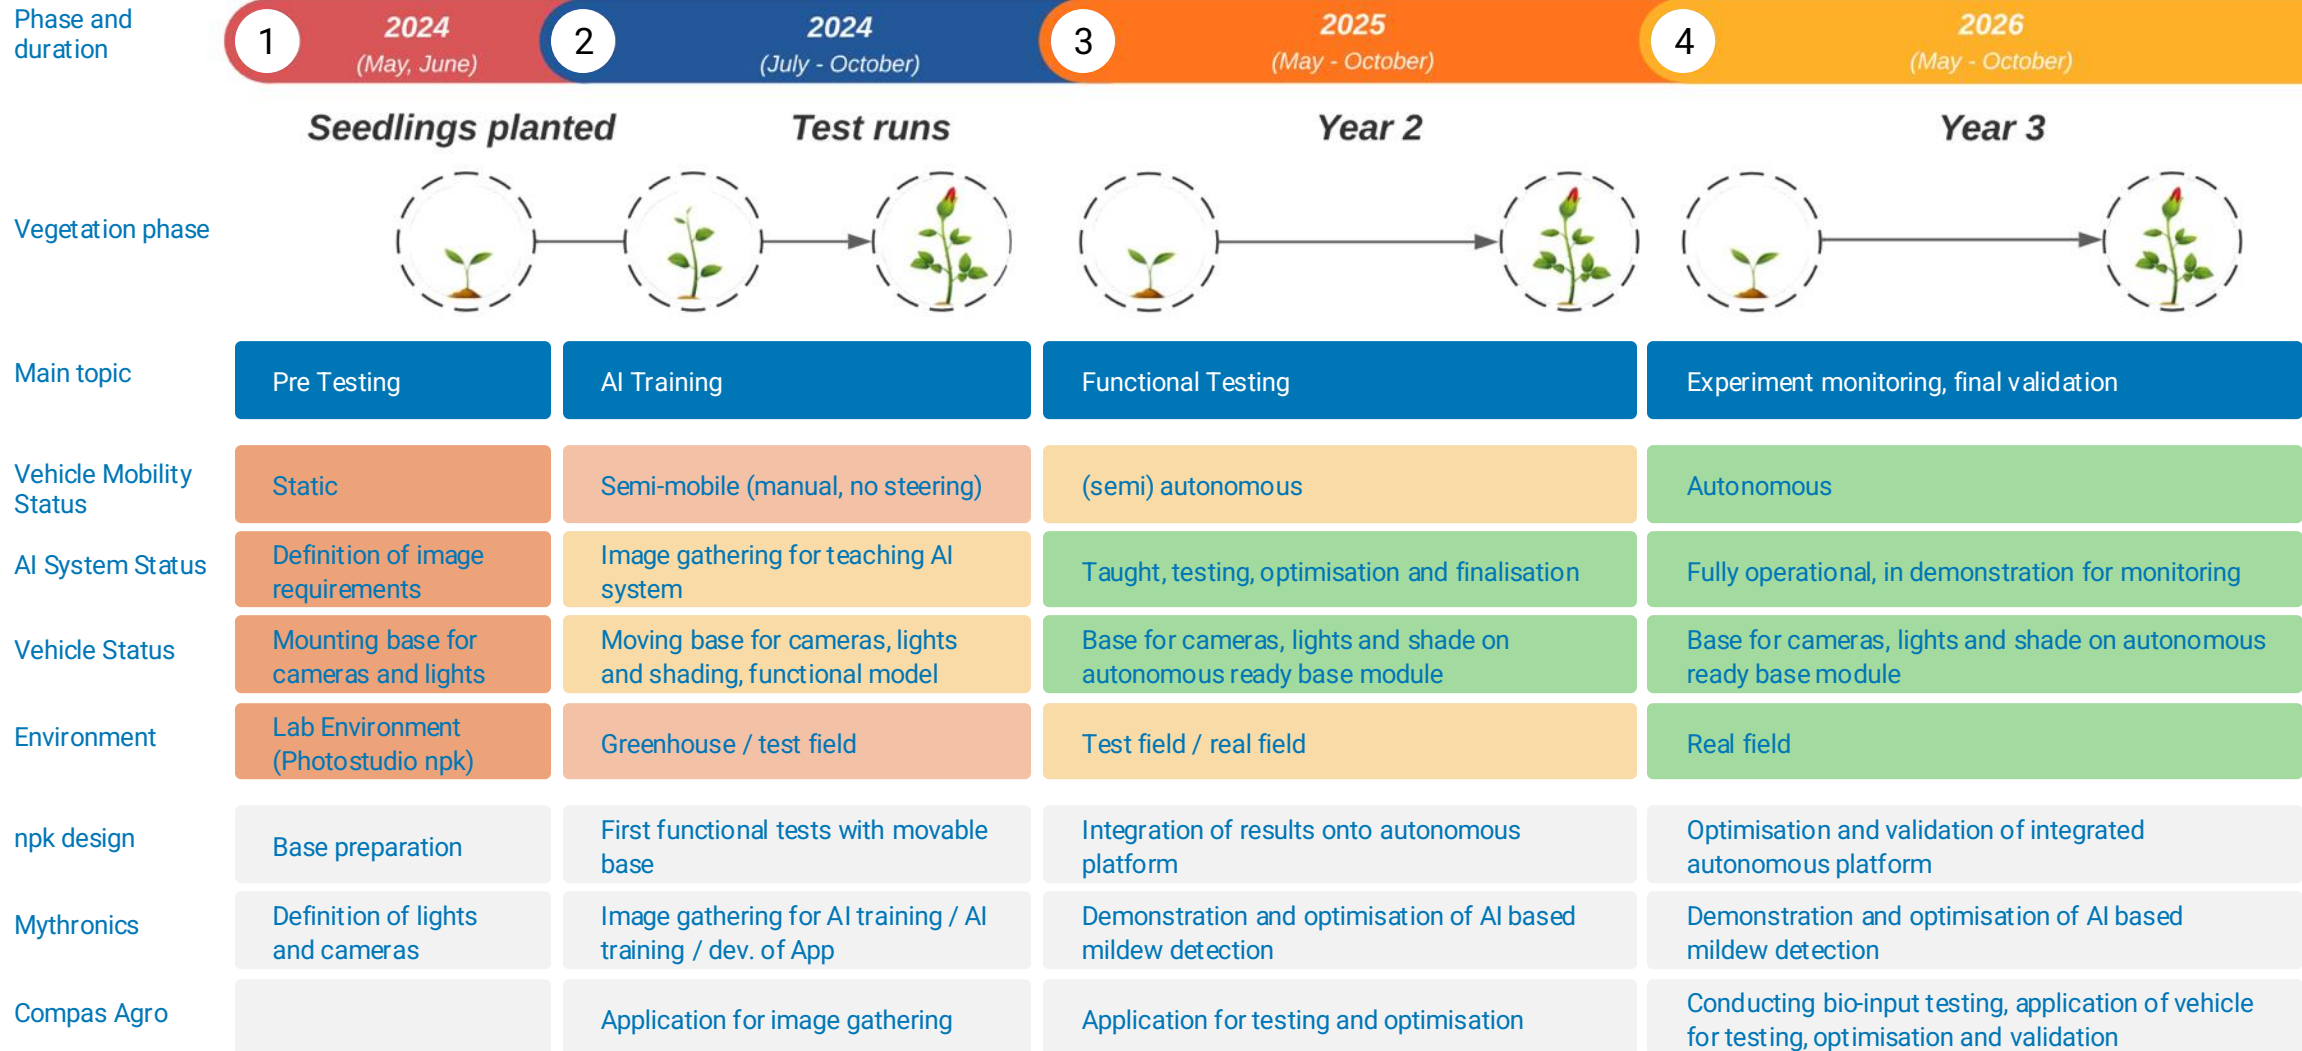 Phase and
duration
1
2024
(May, June)
2
2024
(July - October)
3
2025
(May - October)
4
2026
(May - October)
Seedlings planted
Test runs
Year 2
Year 3
Vegetation phase
Main topic
Pre Testing
AI Training
Functional Testing
Experiment monitoring, final validation
Vehicle Mobility
Status
Static
Semi-mobile (manual, no steering)
(semi) autonomous
Autonomous
AI System Status
Definition of image
requirements
Image gathering for teaching AI
system
Taught, testing, optimisation and finalisation
Fully operational, in demonstration for monitoring
Vehicle Status
Mounting base for
cameras and lights
Moving base for cameras, lights
and shading, functional model
Base for cameras, lights and shade on
autonomous ready base module
Base for cameras, lights and shade on autonomous
ready base module
Environment
Lab Environment
(Photostudio npk)
Greenhouse / test field
Test field / real field
Real field
npk design
Base preparation
First functional tests with movable
base
Integration of results onto autonomous
platform
Optimisation and validation of integrated
autonomous platform
Mythronics
Definition of lights
and cameras
Image gathering for AI training / AI
training / dev. of App
Demonstration and optimisation of AI based
mildew detection
Demonstration and optimisation of AI based
mildew detection
Compas Agro
Application for image gathering
Application for testing and optimisation
Conducting bio-input testing, application of vehicle
for testing, optimisation and validation